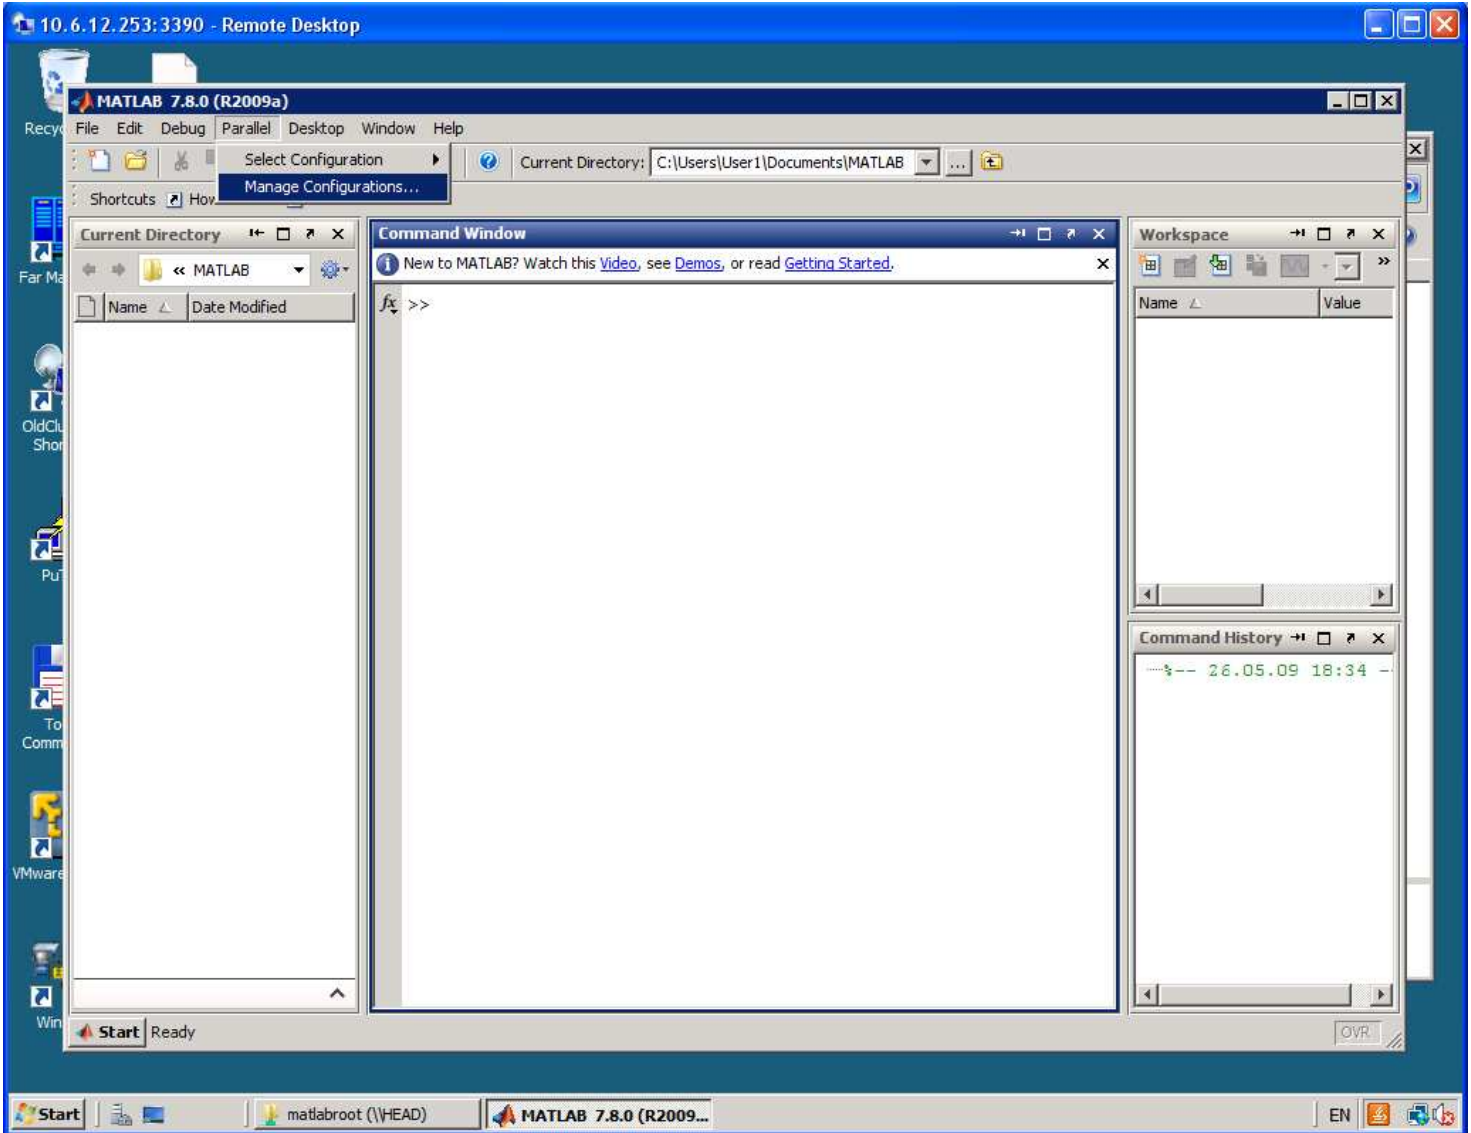 10.6.12.253:3390 - Remote Desktop
MATLAB 7.8.0 (R2009a)
File Edit Debug Parallel Desktop Window Help
Select Configuration
Current Directory: C:\Users\User1\Documents\MATLAB ...
Manage Configurations...
Shortcuts
Current Directory
Command Window
Workspace
« MATLAB
New to MATLAB? Watch this Video, see Demos, or read Getting Started.
»
Name Date Modified
fx >>
Name Value
Far
Command History
%-- 26.05.09 18:34 -
VMware
Start Ready
OVR
Start
matlabroot (\\HEAD)
MATLAB 7.8.0 (R2009...
EN